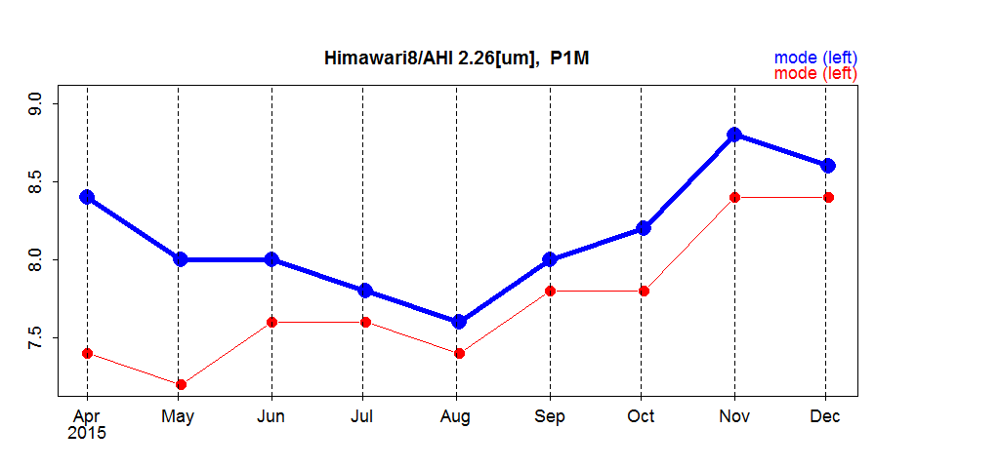 Himawari8/AHI 2.26[um],  P1M
mode (left)
mode (left)
9.0
8.5
8.0
7.5
Apr May Jun Jul Aug Sep Oct Nov Dec
2015